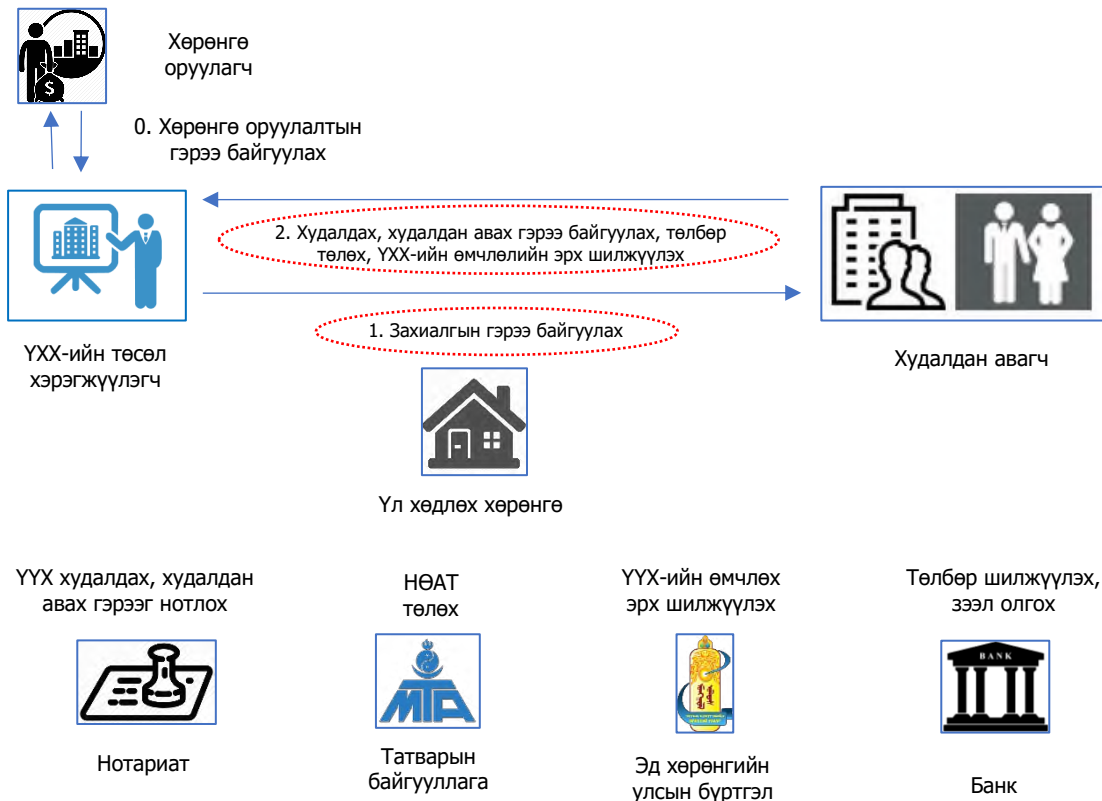 Хөрөнгө
оруулагч
$
0. Хөрөнгө оруулалтын
гэрээ байгуулах
2. Худалдах, худалдан авах гэрээ байгуулах, төлбөр
төлөх, ҮХХ-ийн өмчлөлийн эрх шилжүүлэх
1. Захиалгын гэрээ байгуулах
ҮХХ-ийн төсөл
хэрэгжүүлэгч
Худалдан авагч
Үл хөдлөх хөрөнгө
ҮҮХ худалдах, худалдан
авах гэрээг нотлох
НӨАТ
төлөх
ҮҮХ-ийн өмчлөх
эрх шилжүүлэх
Төлбөр шилжүүлэх,
зээл олгох
BANK
МТА
Нотариат
Татварын
байгууллага
Эд хөрөнгийн
улсын бүртгэл
Банк